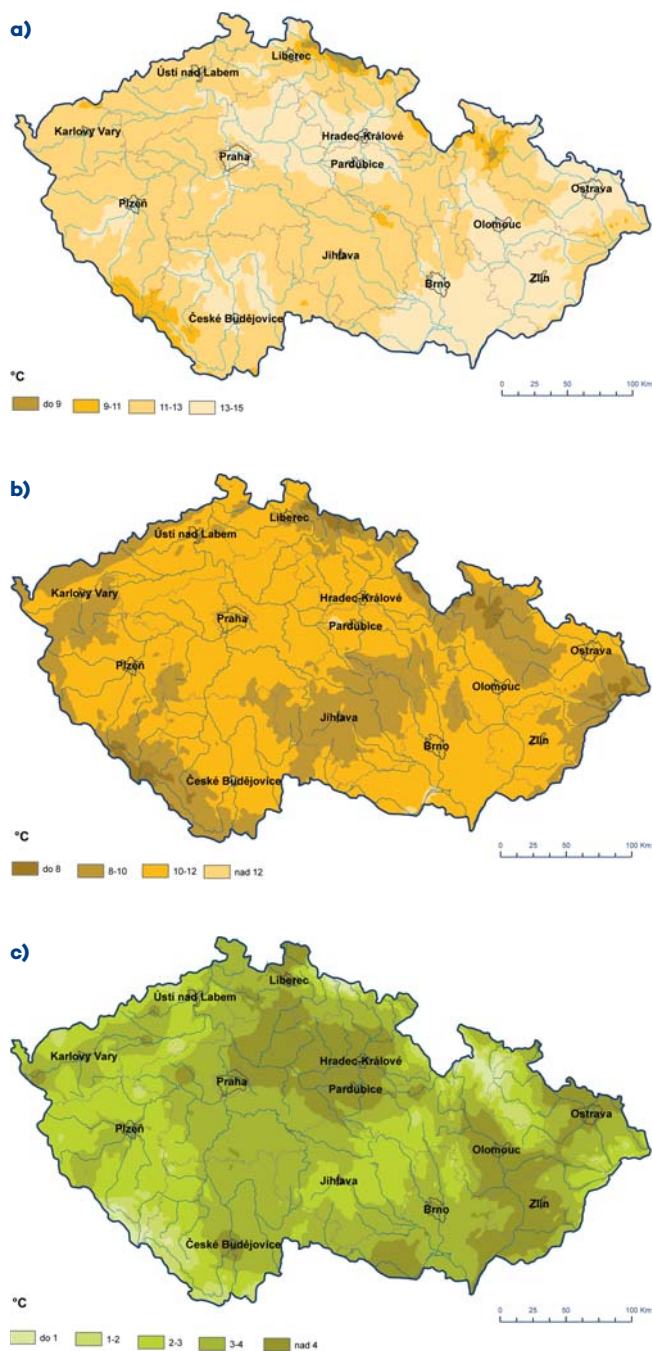 a)
Liberec
Ústí nad Labem
Karlovy Vary
Hradec-Králové
Praha
Pardubice
Ostrava
Plzeň
Olomouc
Jihlava
Zlín
Brno
České Budějovice
°C
0 25 50 100 Km
do 9 9-11 11-13 13-15
b)
Liberec
Ústí nad Labem
Karlovy Vary
Hradec-Králové
Praha
Pardubice
Ostrava
Plzeň
Olomouc
Jihlava
Zlín
Brno
České Budějovice
°C
0 25 50 100 Km
do 8 8-10 10-12 nad 12
c)
Liberec
Ústí nad Labem
Karlovy Vary
Hradec-Králové
Praha
Pardubice
Ostrava
Plzeň
Olomouc
Jihlava
Zlín
Brno
České Budějovice
°C
0 25 50 100 Km
do 1 1-2 2-3 3-4 nad 4